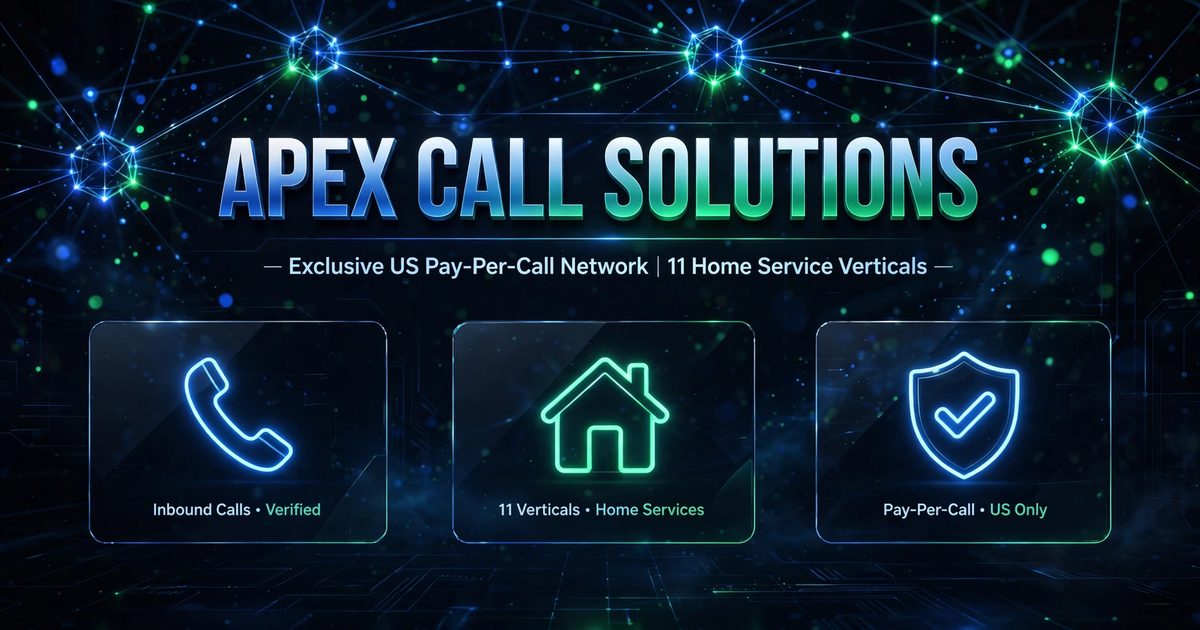 APEX CALL SOLUTIONS
— Exclusive US Pay-Per-Call Network | 11 Home Service Verticals —
Inbound Calls • Verified
11 Verticals • Home Services
Pay-Per-Call • US Only